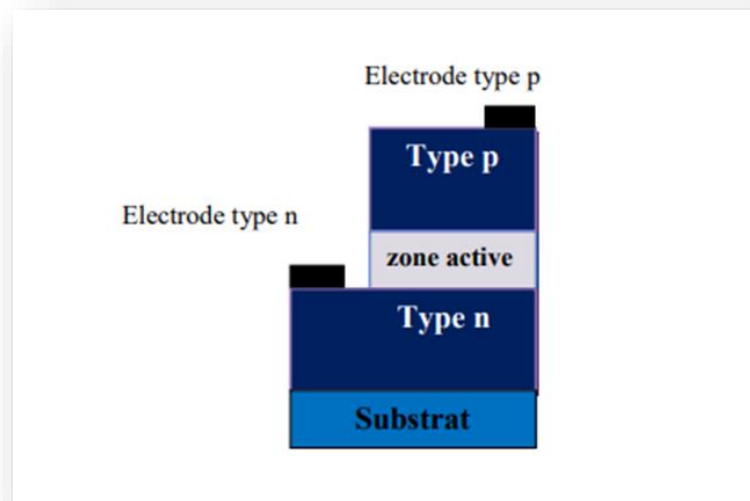 Electrode type p
Type p
Electrode type n
zone active
Type n
Substrat